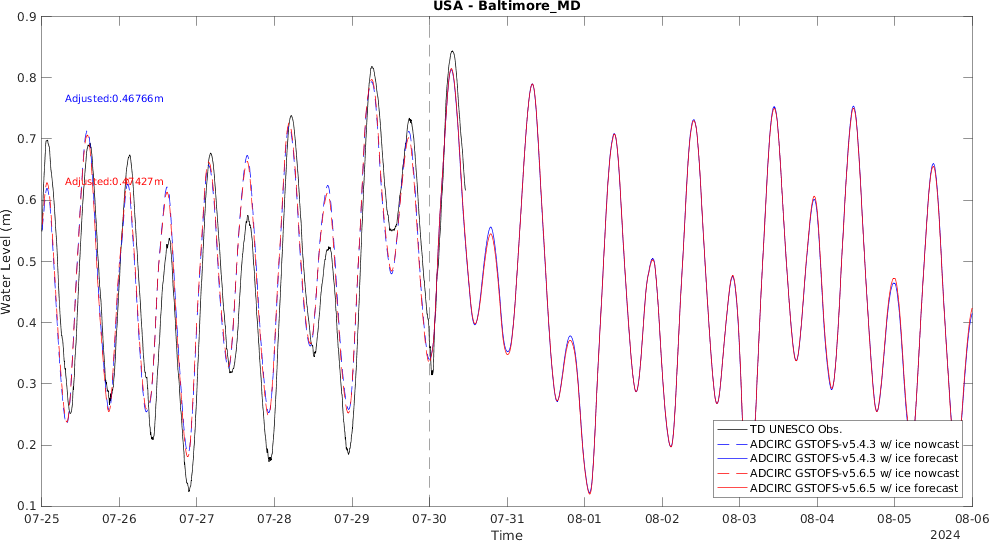 USA - Baltimore_MD
0.9
0.8
0.7
0.6
0.5
0.4
0.3
0.2
0.1
Water Level (m)
Adjusted:0.46766m
Adjusted:0.47427m
TD UNESCO Obs.
ADCIRC GSTOFS-v5.4.3 w/ ice nowcast
ADCIRC GSTOFS-v5.4.3 w/ ice forecast
ADCIRC GSTOFS-v5.6.5 w/ ice nowcast
ADCIRC GSTOFS-v5.6.5 w/ ice forecast
07-25 07-26 07-27 07-28 07-29 07-30 07-31 08-01 08-02 08-03 08-04 08-05 08-06
Time
2024